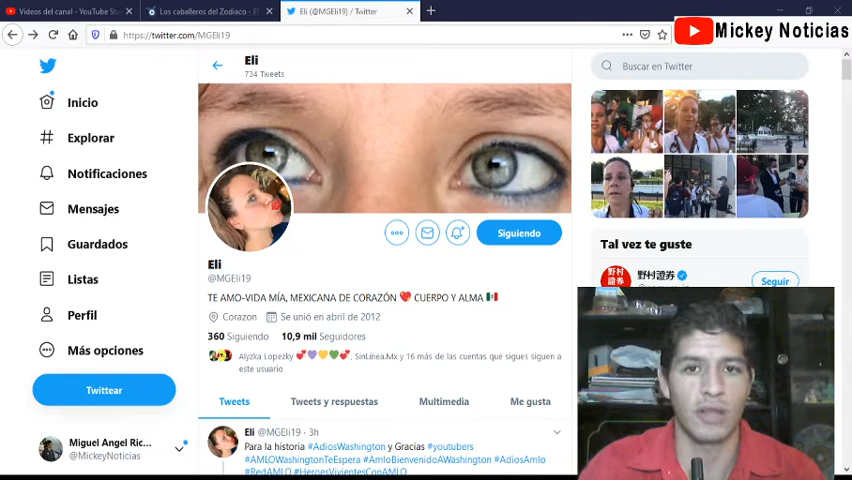 Videos del canal - YouTube Stu
Los caballeros del Zodiaco - E
Eli (@MGEli19) / Twitter
https://twitter.com/MGEli19
Mickey Noticias
Eli
734 Tweets
Buscar en Twitter
Inicio
Explorar
Notificaciones
Mensajes
Guardados
Listas
Perfil
Más opciones
Twittear
Miguel Angel Ric...
@MickeyNoticias
Siguiendo
Eli
@MGEli19
TE AMO-VIDA MÍA, MEXICANA DE CORAZÓN ❤️ CUERPO Y ALMA 🇲🇽
Corazon Se unió en abril de 2012
360 Siguiendo 10,9 mil Seguidores
Alyzka Lopezky 💕💜💛💚💕, SinLínea.Mx y 16 más de las cuentas que sigues siguen a
este usuario
Tweets Tweets y respuestas Multimedia Me gusta
Eli @MGEli19 · 3h
Para la historia #AdiosWashington y Gracias #youtubers
#AMLOWashingtonTeEspera #AmloBienvenidoAWashington #AdiosAmlo
#RedAMLO #HeroesVivientesConAMLO
Tal vez te guste
野村證券
Seguir